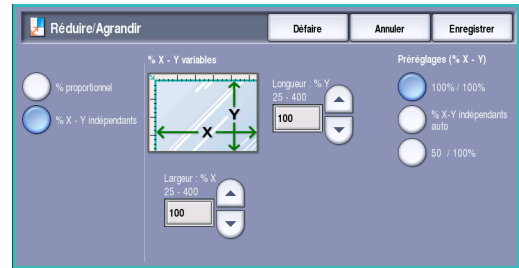 Réduire/Agrandir
Défaire
Annuler
Enregistrer
% proportionnel
% X - Y indépendants
% X - Y variables
X
Y
Longueur : % Y
25 - 400
100
Largeur : % X
25 - 400
100
Préréglages (% X - Y)
100% / 100%
% X-Y indépendants
auto
50 / 100%